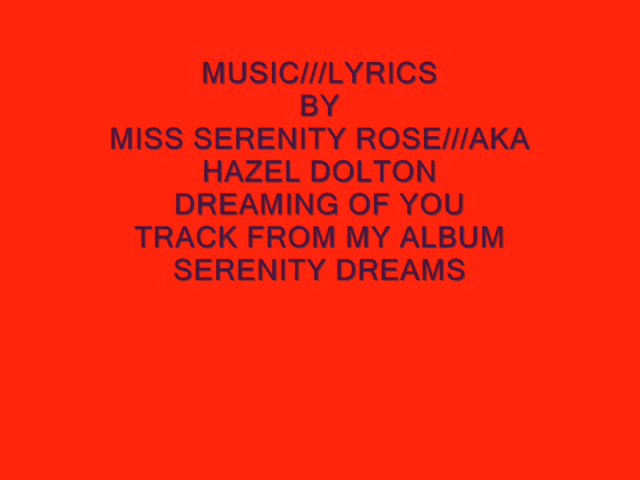 MUSIC///LYRICS
BY
MISS SERENITY ROSE///AKA
HAZEL DOLTON
DREAMING OF YOU
TRACK FROM MY ALBUM
SERENITY DREAMS